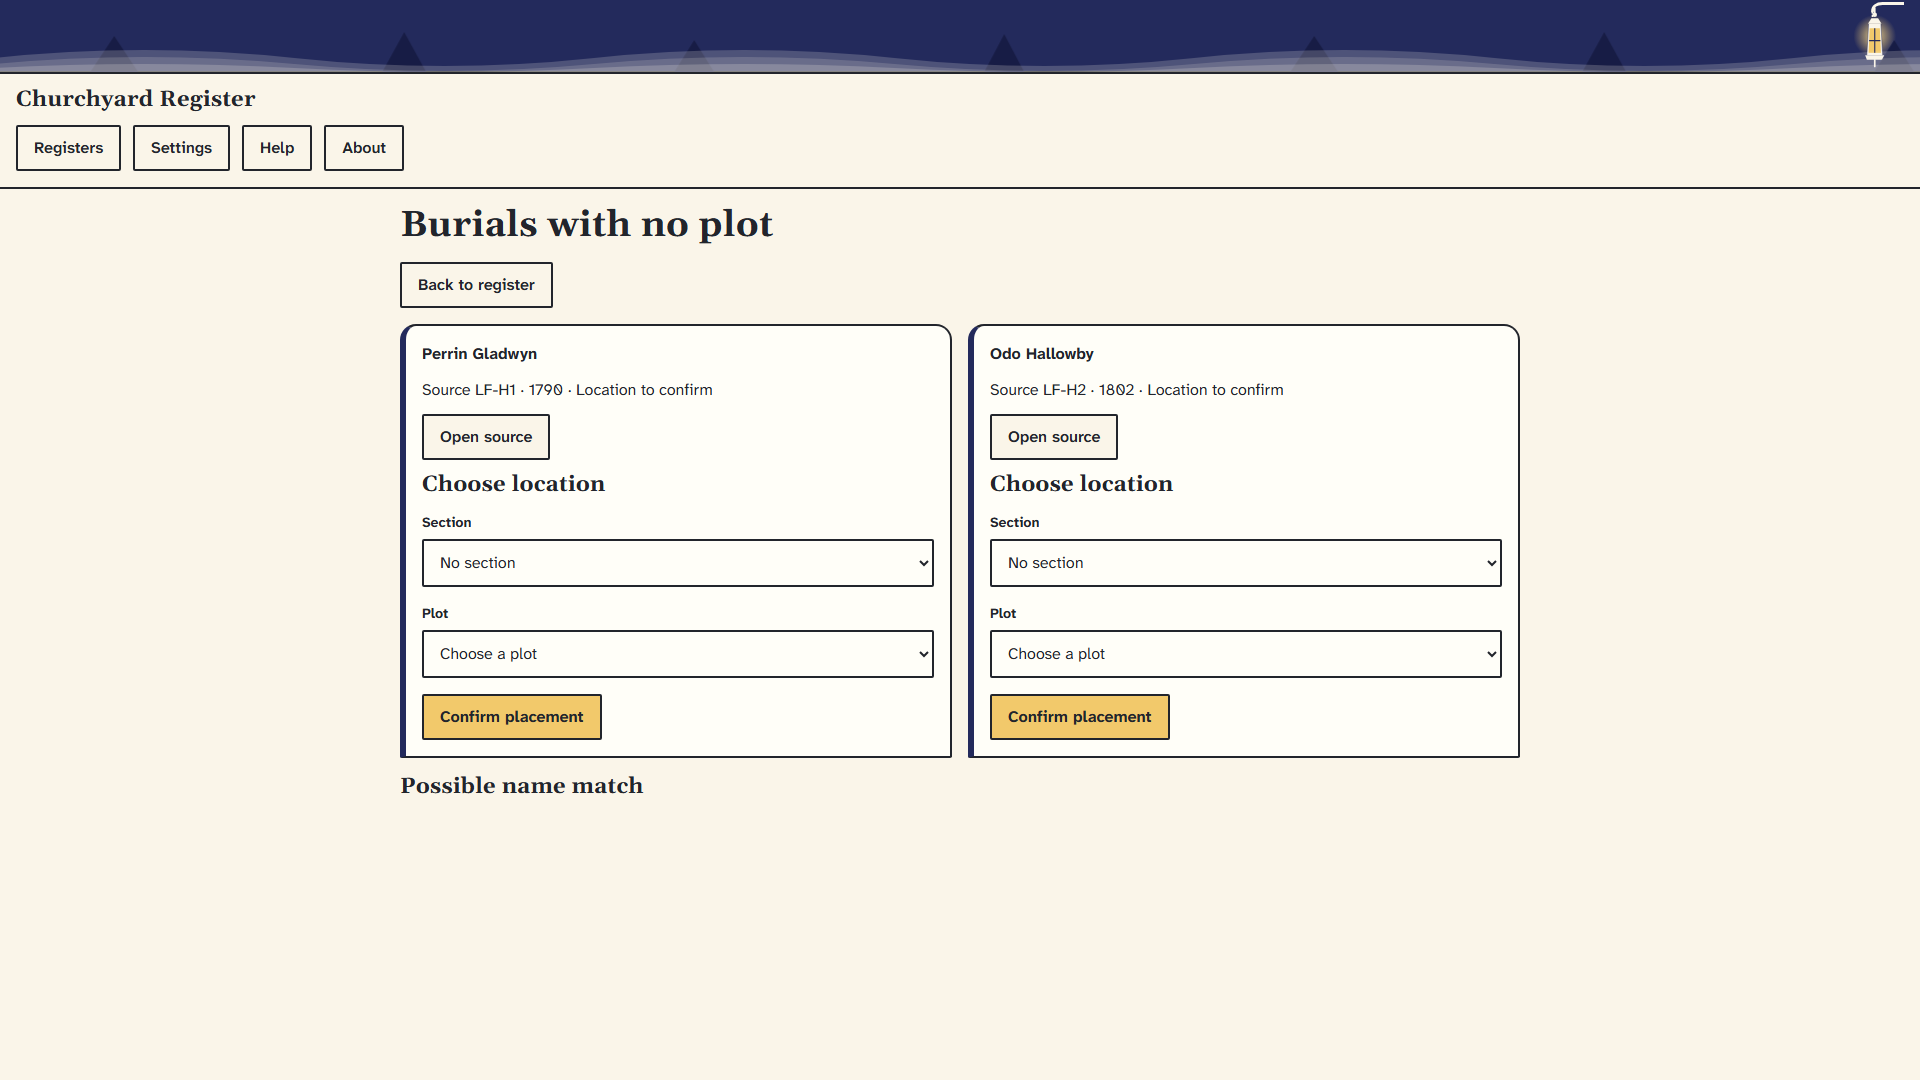 Churchyard Register
Registers
Settings
Help
About
Burials with no plot
Back to register
Perrin Gladwyn
Source LF-H1 · 1790 · Location to confirm
Open source
Choose location
Section
No section
Plot
Choose a plot
Confirm placement
Odo Hallowby
Source LF-H2 · 1802 · Location to confirm
Open source
Choose location
Section
No section
Plot
Choose a plot
Confirm placement
Possible name match